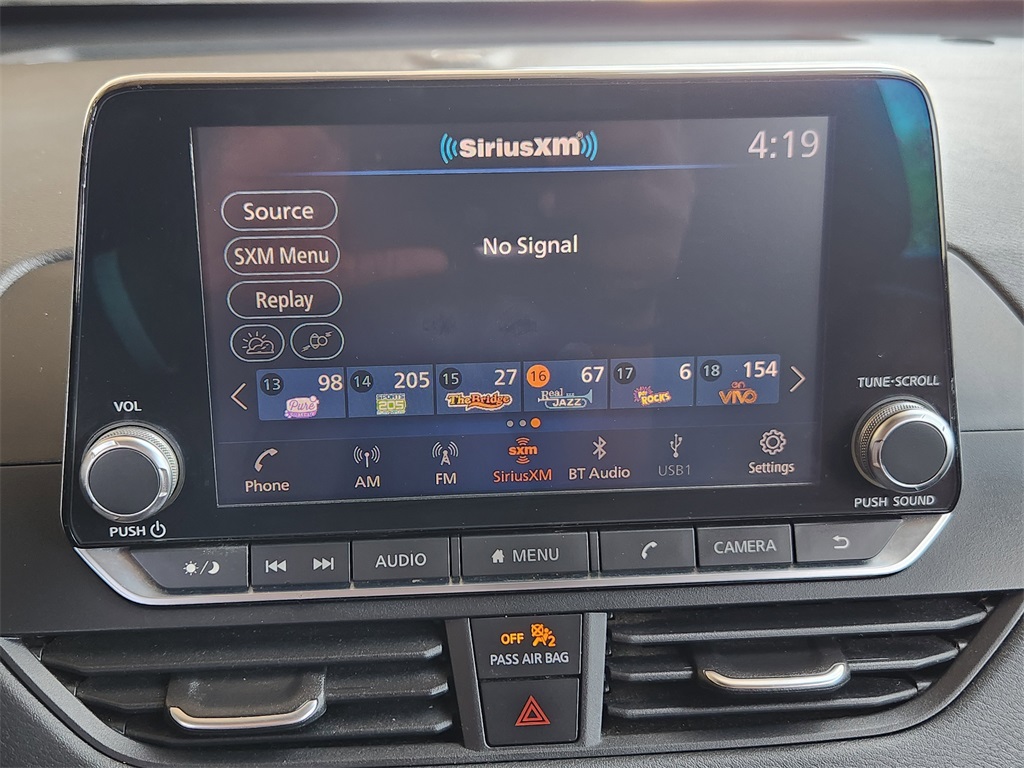 SiriusXM
4:19
Source
No Signal
SXM Menu
Replay
13 98 14 205 15 27 16 67 17 6 18 154
Pure The Bridge Real JAZZ ROCKS VIVO
VOL
TUNE·SCROLL
Phone AM FM sxm SiriusXM BT Audio USB1 Settings
PUSH
PUSH SOUND
AUDIO MENU CAMERA
OFF 2
PASS AIR BAG